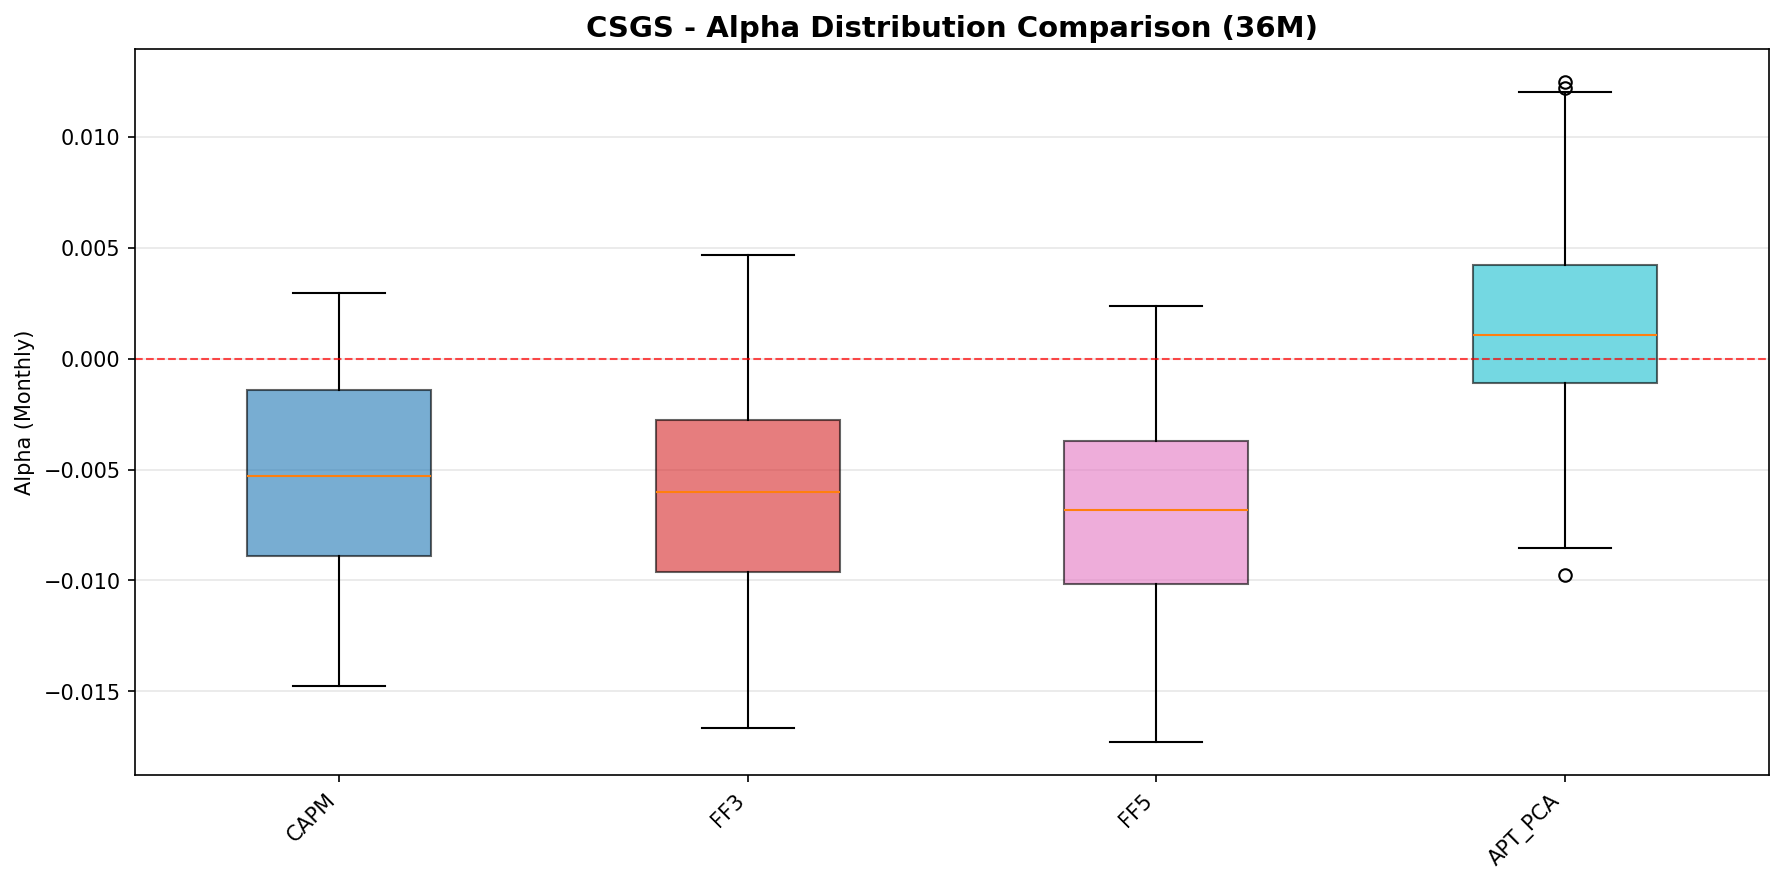 CSGS - Alpha Distribution Comparison (36M)
Alpha (Monthly)
0.010
0.005
0.000
−0.005
−0.010
−0.015
CAPM
FF3
FF5
APT_PCA